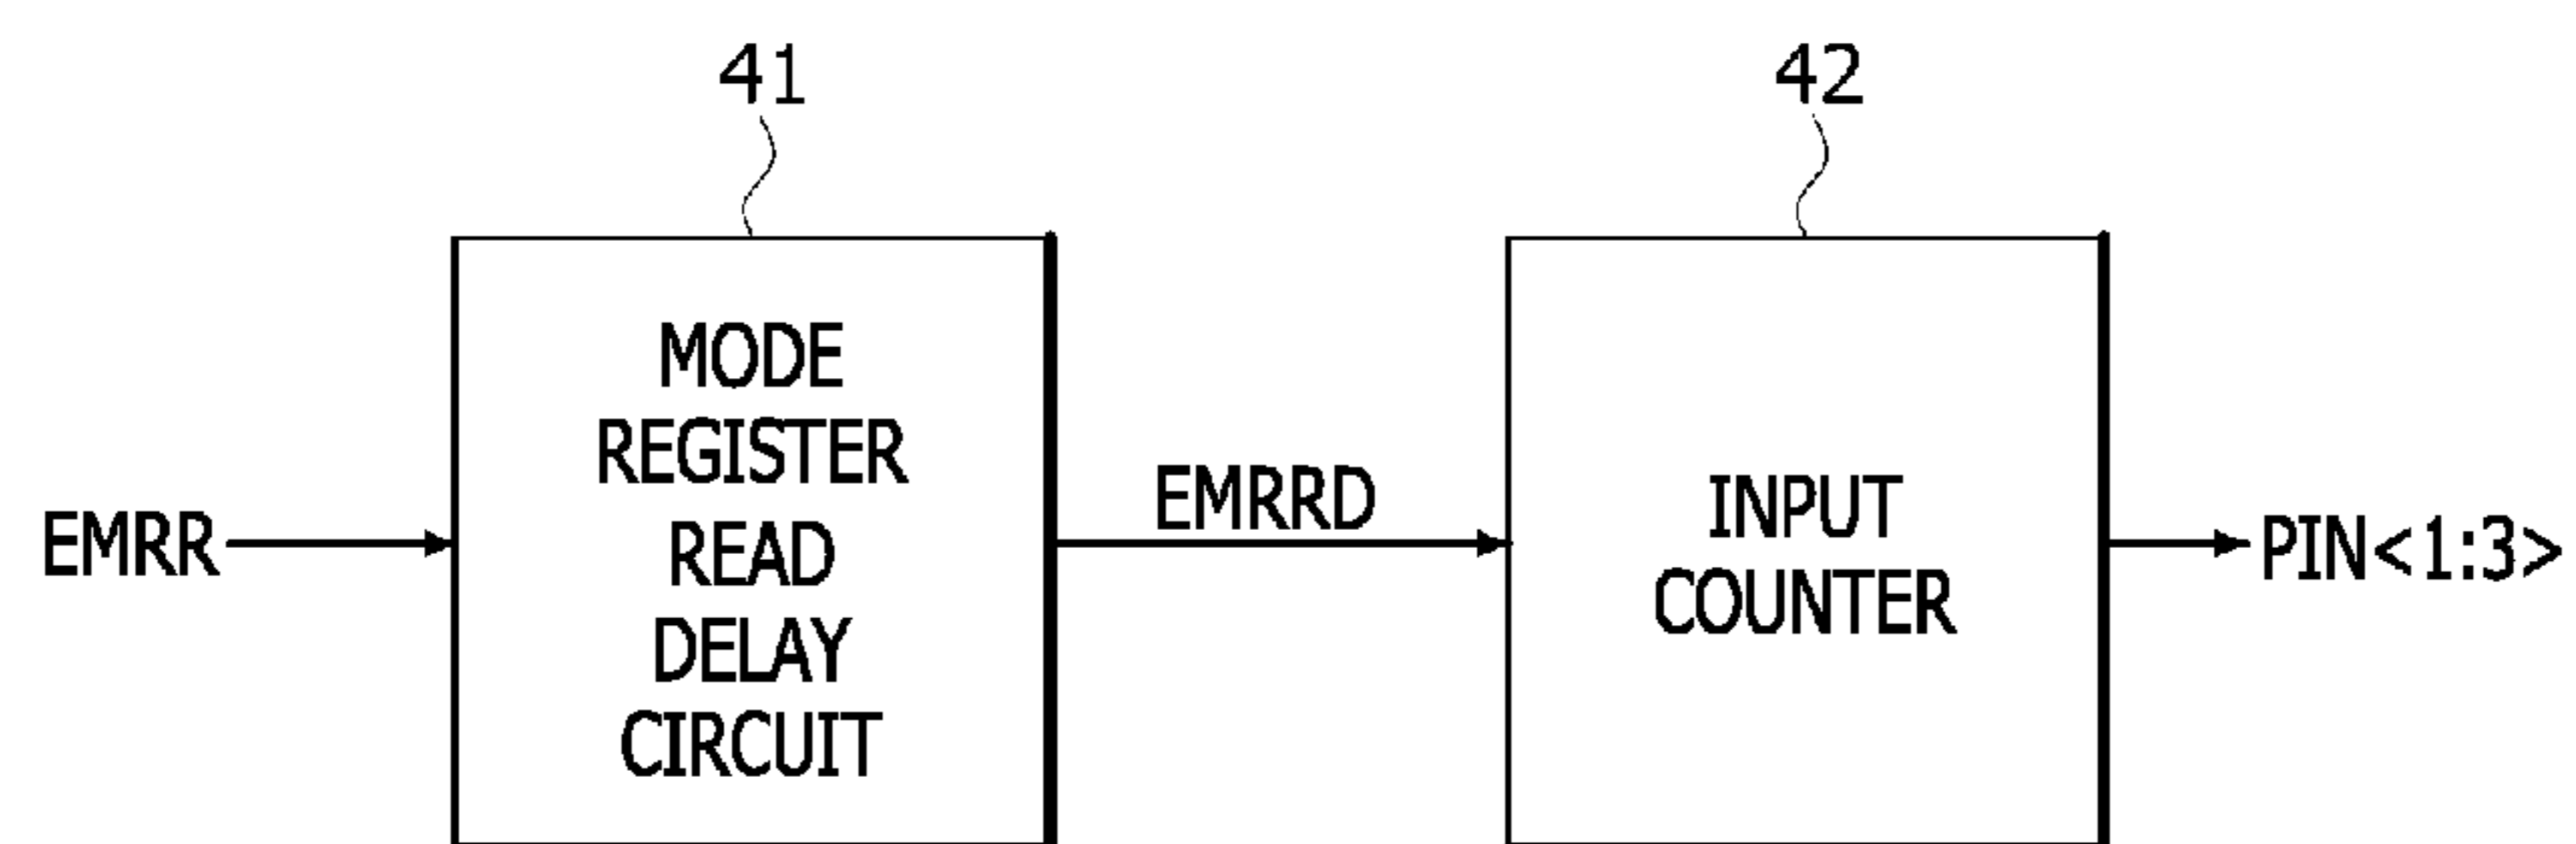 41
42
MODE
REGISTER
READ
DELAY
CIRCUIT
EMRR
EMRRD
INPUT
COUNTER
PIN<1:3>